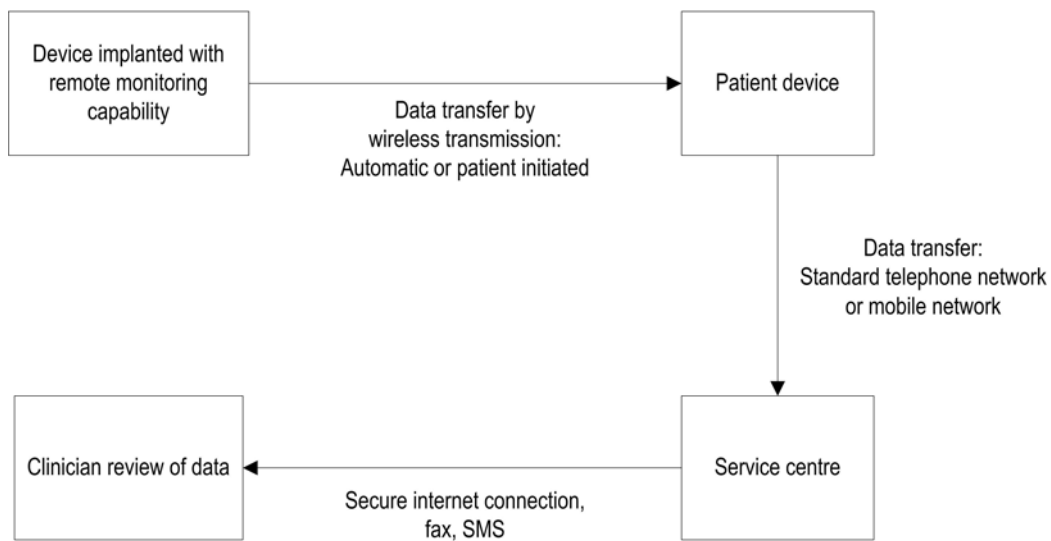 Device implanted with
remote monitoring
capability
Data transfer by
wireless transmission:
Automatic or patient initiated
Patient device
Data transfer:
Standard telephone network
or mobile network
Service centre
Secure internet connection,
fax, SMS
Clinician review of data